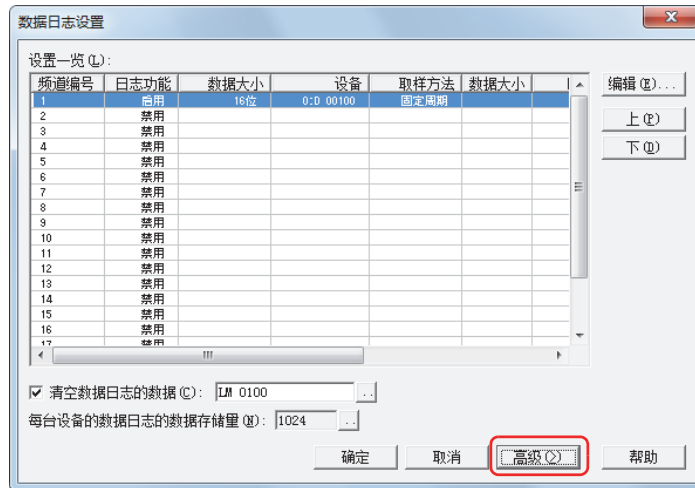 数据日志设置
设置一览(L):
频道编号 日志功能 数据大小 设备 取样方法 数据大小
1 启用 16位 0:D 00100 固定周期
2 禁用
3 禁用
4 禁用
5 禁用
6 禁用
7 禁用
8 禁用
9 禁用
10 禁用
11 禁用
12 禁用
13 禁用
14 禁用
15 禁用
16 禁用
17 禁用
编辑(E)...
上(P)
下(D)
清空数据日志的数据(C): LM 0100 ..
每台设备的数据日志的数据存储量(N): 1024 ..
确定 取消 高级(>) 帮助